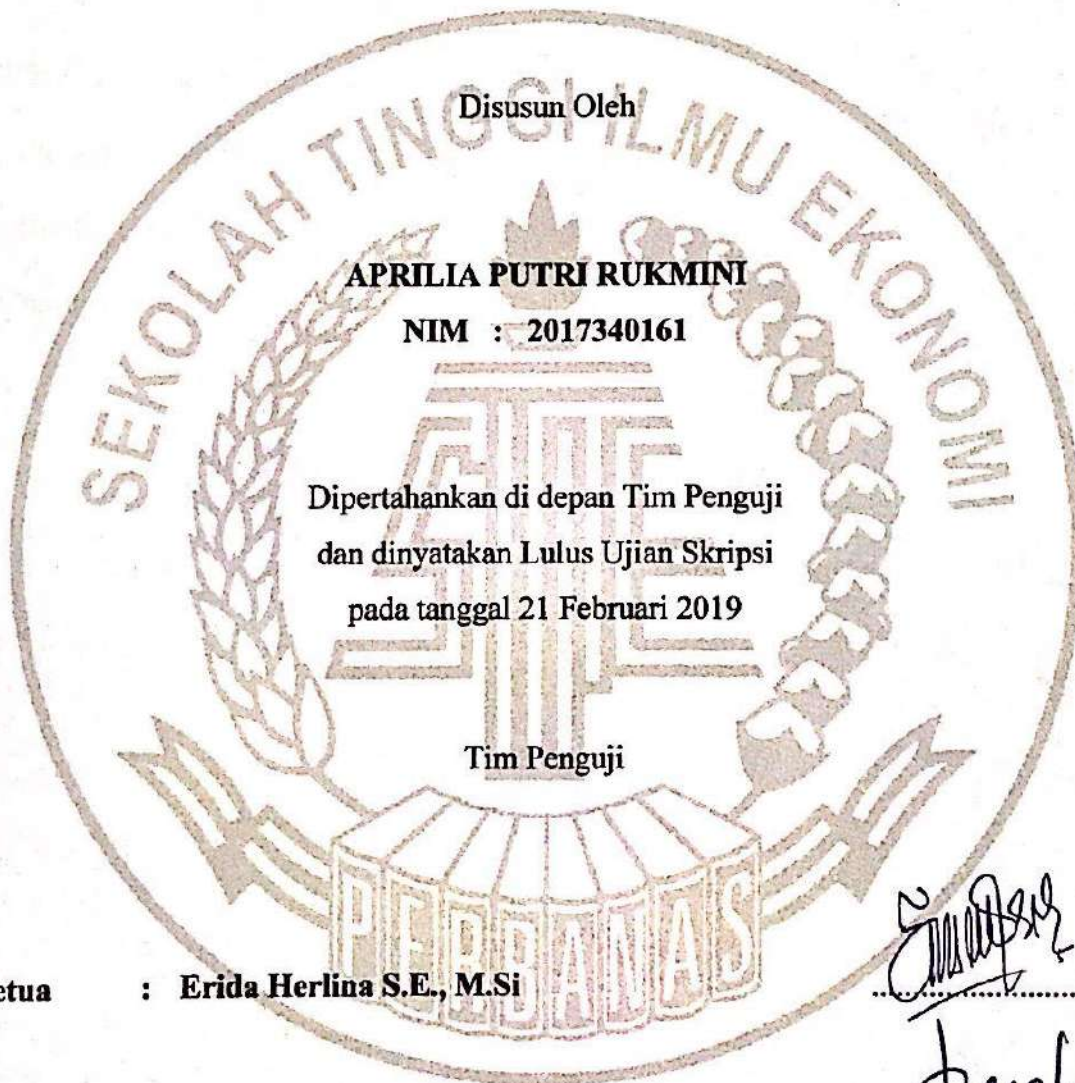 Disusun Oleh
SEKOLAH TINGGI ILMU EKONOMI
APRILIA PUTRI RUKMINI
NIM : 2017340161
Dipertahankan di depan Tim Penguji
dan dinyatakan Lulus Ujian Skripsi
pada tanggal 21 Februari 2019
Tim Penguji
PERBANAS
etua : Erida Herlina S.E., M.Si